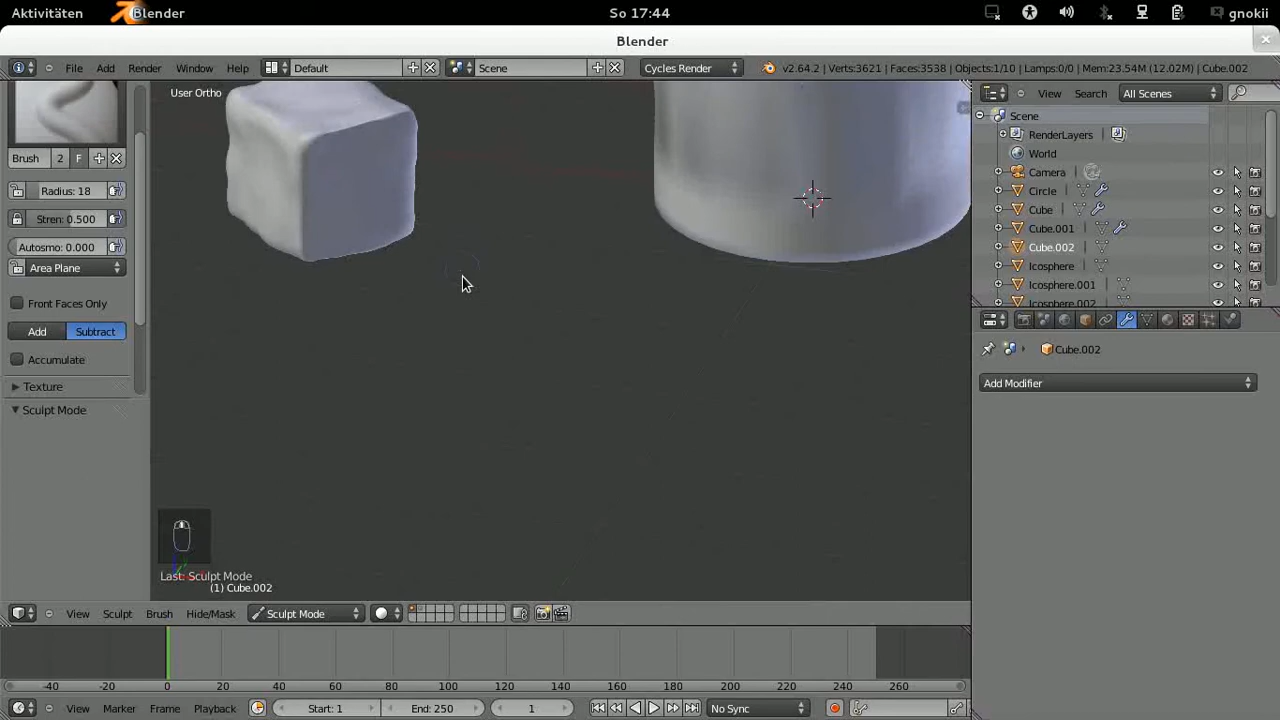 Aktivitäten Blender So 17:44 gnokii
Blender
File Add Render Window Help Default Scene Cycles Render v2.64.2 | Verts:3621 | Faces:3538 | Objects:1/10 | Lamps:0/0 | Mem:23.54M (12.02M) | Cube.002
User Ortho
View Search All Scenes
Scene
RenderLayers
World
Camera
Circle
Cube
Cube.001
Cube.002
Icosphere
Icosphere.001
Icosphere.002
Brush 2 F
Radius: 18
Stren: 0.500
Autosmo: 0.000
Area Plane
Front Faces Only
Add Subtract
Accumulate
Texture
Sculpt Mode
Cube.002
Add Modifier
Last: Sculpt Mode
(1) Cube.002
View Sculpt Brush Hide/Mask Sculpt Mode
-40 -20 0 20 40 60 80 100 120 140 160 180 200 220 240 260
View Marker Frame Playback Start: 1 End: 250 1 No Sync